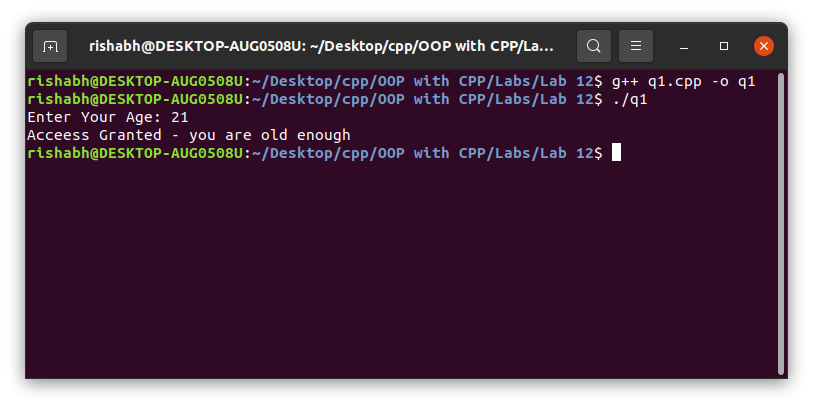 rishabh@DESKTOP-AUG0508U: ~/Desktop/cpp/OOP with CPP/La...
rishabh@DESKTOP-AUG0508U:~/Desktop/cpp/OOP with CPP/Labs/Lab 12$ g++ q1.cpp -o q1
rishabh@DESKTOP-AUG0508U:~/Desktop/cpp/OOP with CPP/Labs/Lab 12$ ./q1
Enter Your Age: 21
Acceess Granted - you are old enough
rishabh@DESKTOP-AUG0508U:~/Desktop/cpp/OOP with CPP/Labs/Lab 12$